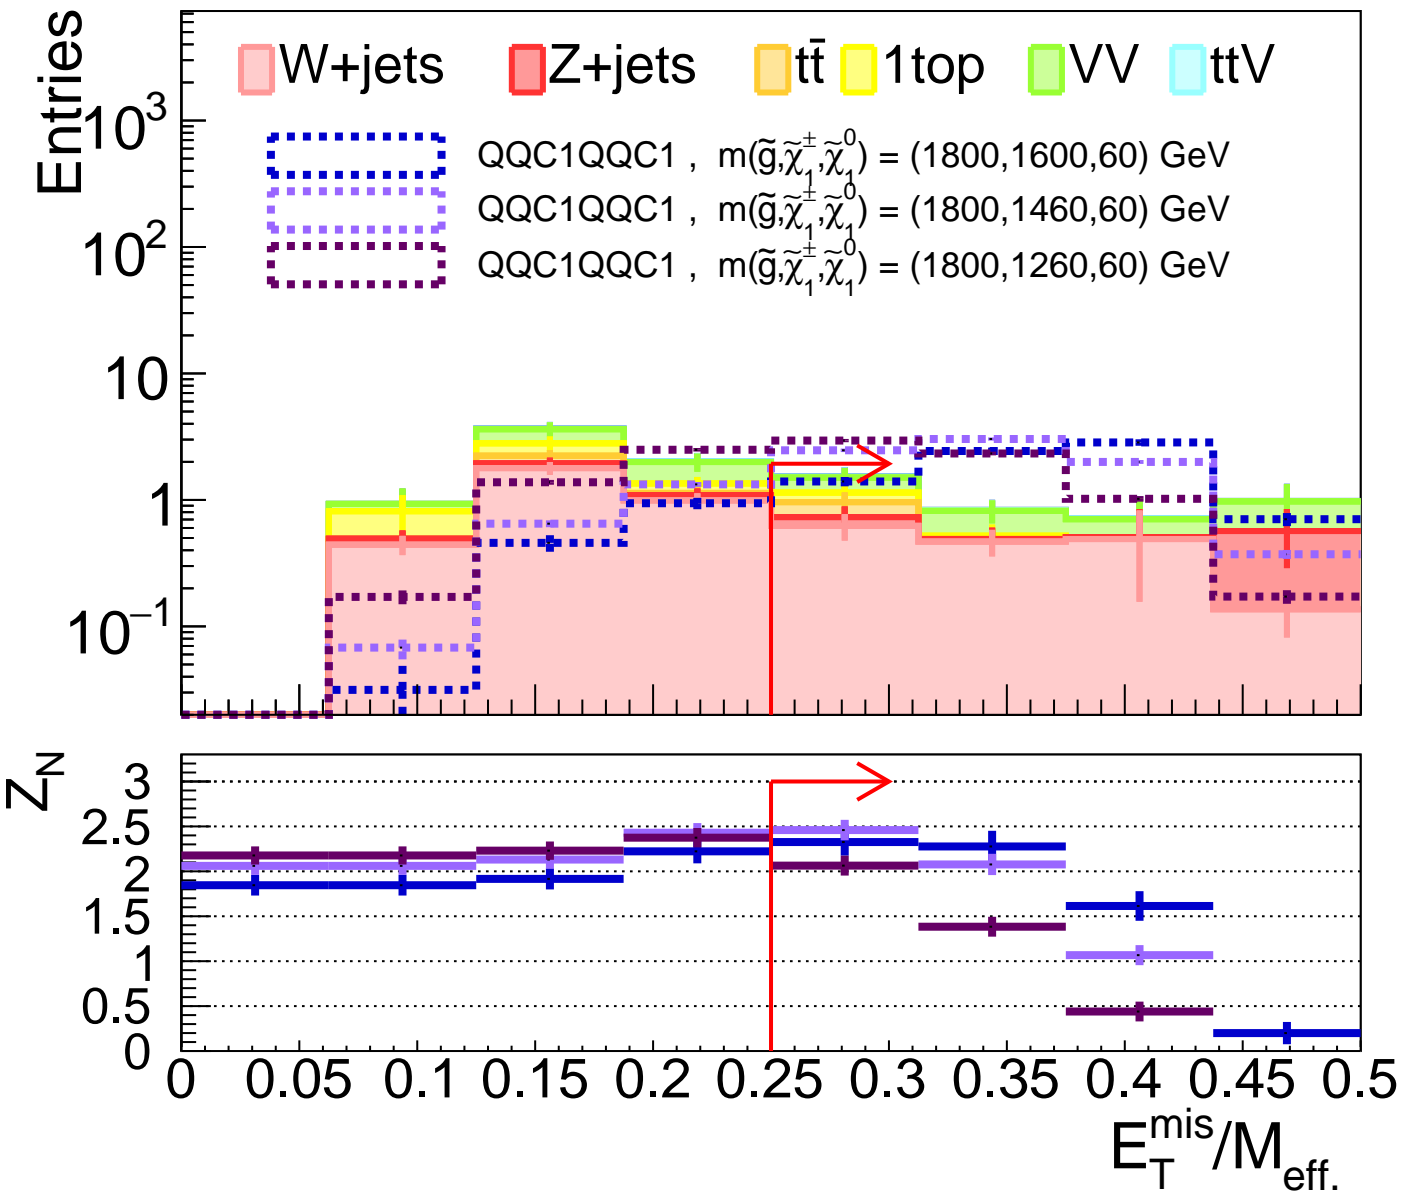 Entries
W+jets Z+jets tt̄ 1top VV ttV
QQC1QQC1 , m(g̃,χ̃₁±,χ̃₁⁰) = (1800,1600,60) GeV
QQC1QQC1 , m(g̃,χ̃₁±,χ̃₁⁰) = (1800,1460,60) GeV
QQC1QQC1 , m(g̃,χ̃₁±,χ̃₁⁰) = (1800,1260,60) GeV
10³
10²
10
1
10⁻¹
Z_N
3
2.5
2
1.5
1
0.5
0
0 0.05 0.1 0.15 0.2 0.25 0.3 0.35 0.4 0.45 0.5
E_T^mis/M_eff.